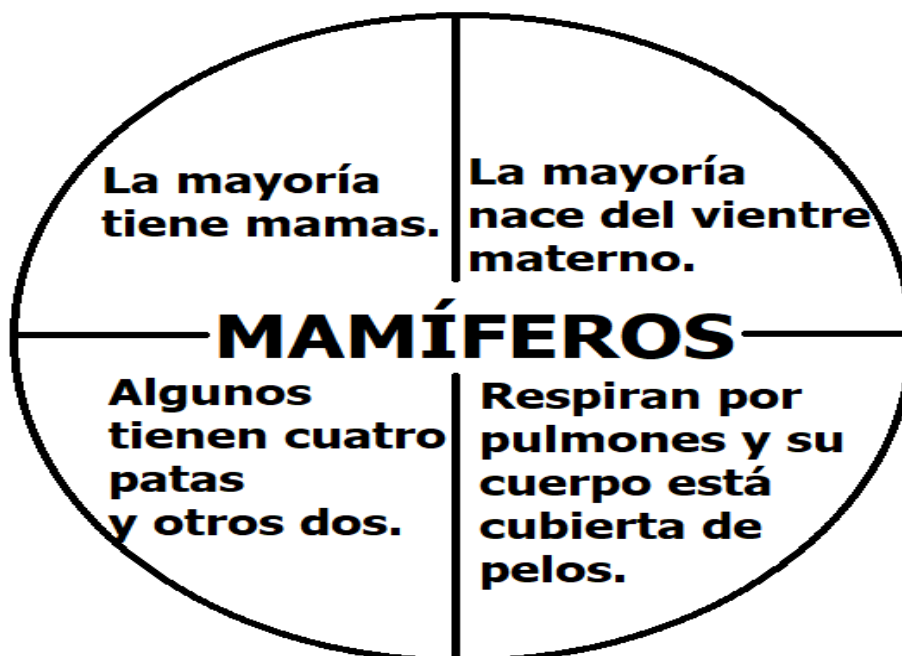 La mayoría
tiene mamas.
La mayoría
nace del vientre
materno.
MAMÍFEROS
Algunos
tienen cuatro
patas
y otros dos.
Respiran por
pulmones y su
cuerpo está
cubierta de
pelos.